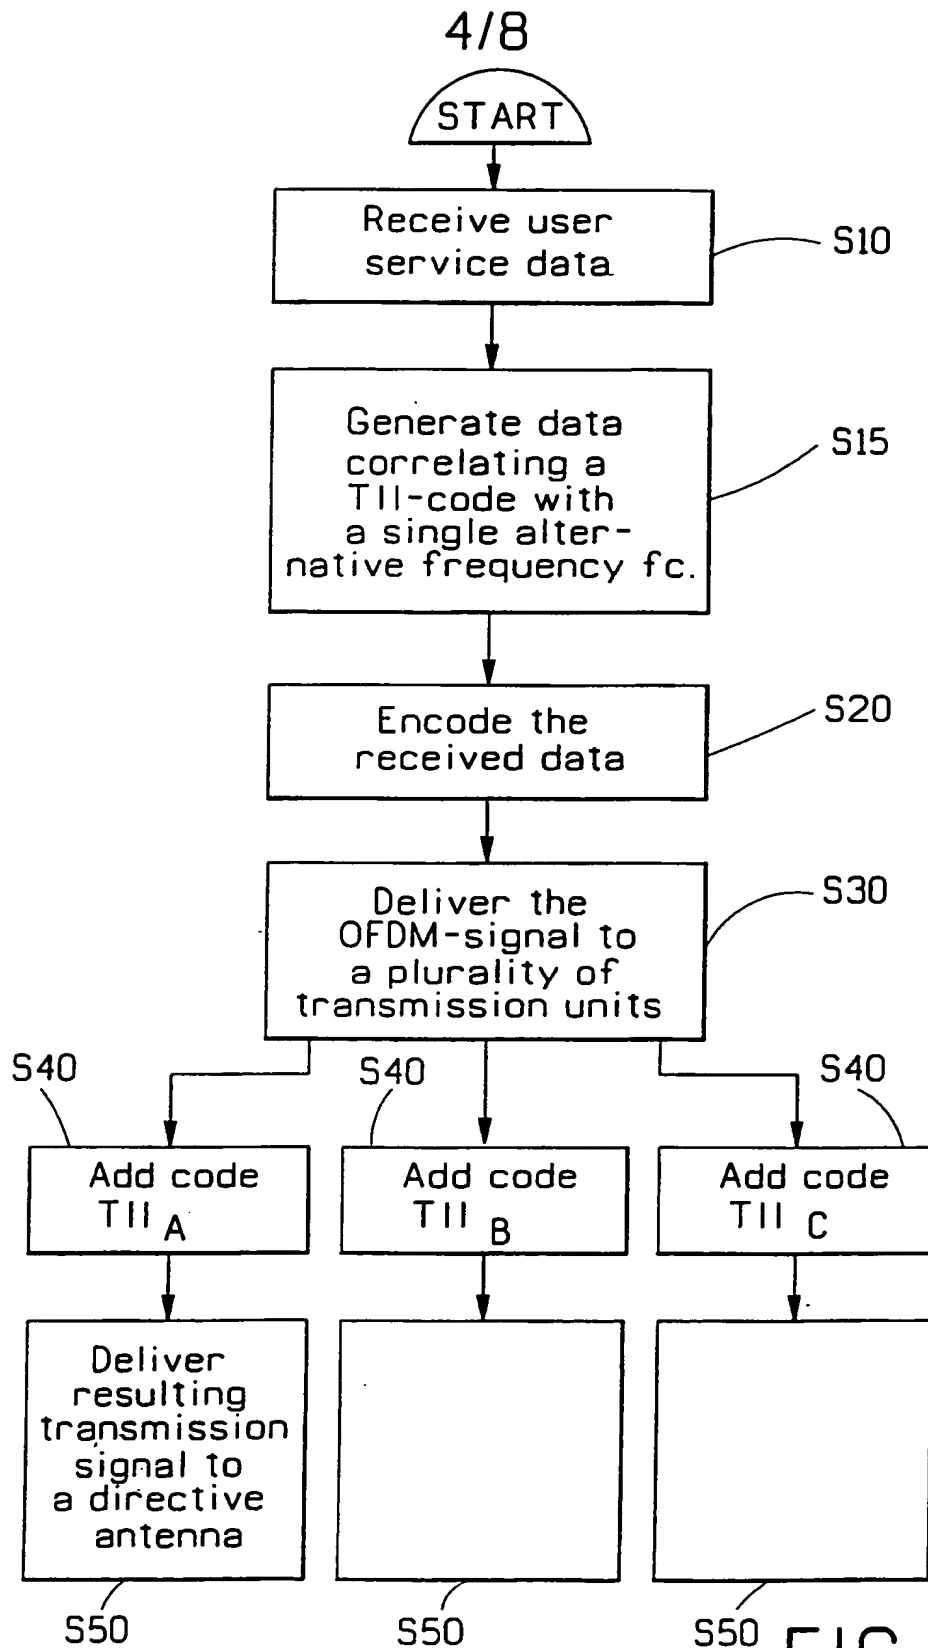 4/8
START
Receive user
service data
S10
Generate data
correlating a
TII-code with
a single alter-
native frequency fc.
S15
Encode the
received data
S20
Deliver the
OFDM-signal to
a plurality of
transmission units
S30
S40
S40
S40
Add code
TII A
Add code
TII B
Add code
TII C
Deliver
resulting
transmission
signal to
a directive
antenna
S50
S50
S50
FIG